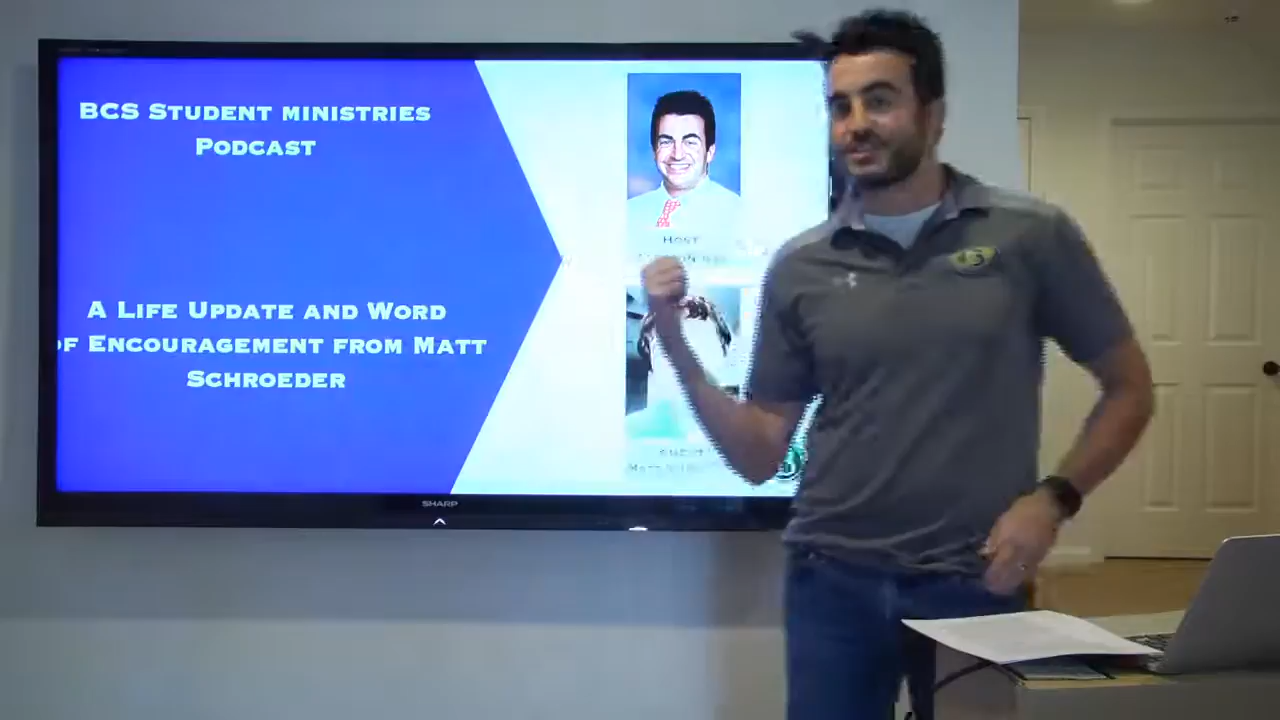 BCS Student ministries
Podcast
A Life Update and Word
of Encouragement from Matt
Schroeder
Host
SHARP